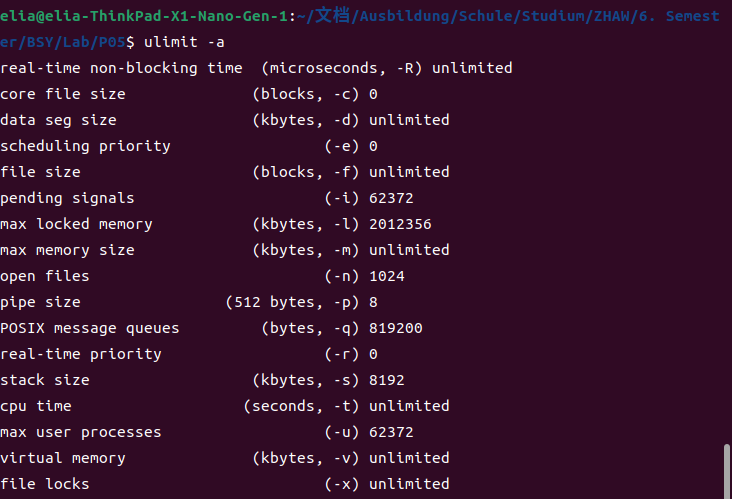 elia@elia-ThinkPad-X1-Nano-Gen-1:~/文档/Ausbildung/Schule/Studium/ZHAW/6. Semest
er/BSY/Lab/P05$ ulimit -a
real-time non-blocking time  (microseconds, -R) unlimited
core file size              (blocks, -c) 0
data seg size               (kbytes, -d) unlimited
scheduling priority                 (-e) 0
file size                   (blocks, -f) unlimited
pending signals                     (-i) 62372
max locked memory           (kbytes, -l) 2012356
max memory size             (kbytes, -m) unlimited
open files                          (-n) 1024
pipe size                (512 bytes, -p) 8
POSIX message queues         (bytes, -q) 819200
real-time priority                  (-r) 0
stack size                  (kbytes, -s) 8192
cpu time                   (seconds, -t) unlimited
max user processes                  (-u) 62372
virtual memory              (kbytes, -v) unlimited
file locks                          (-x) unlimited